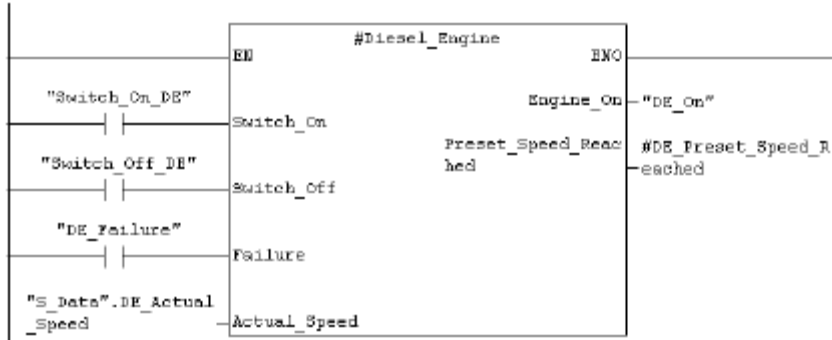 #Diesel_Engine
EN
ENO
"Switch_On_DE"
Switch_On
Engine_On
"DE_On"
"Switch_Off_DE"
Switch_Off
Preset_Speed_Reac
hed
#DE_Preset_Speed_R
eached
"DE_Failure"
Failure
"S_Data".DE_Actual
_Speed
Actual_Speed